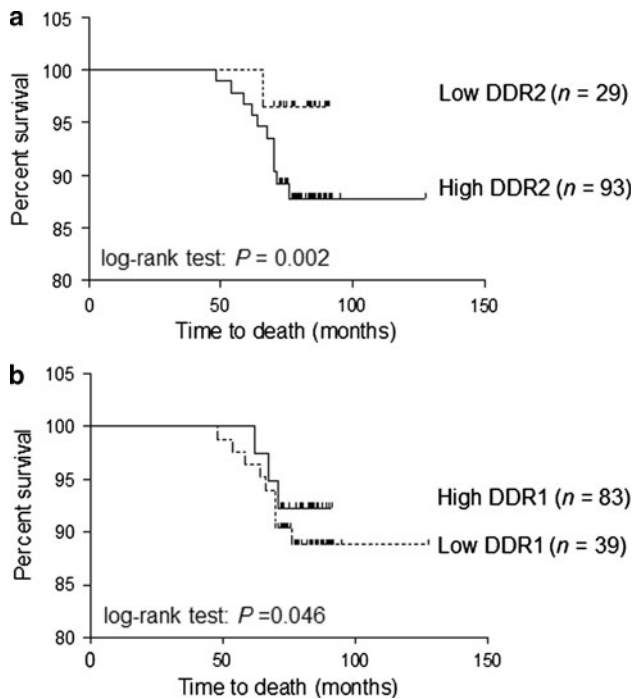 a
105
100
95
90
85
80
Percent survival
Low DDR2 (n = 29)
High DDR2 (n = 93)
log-rank test: P = 0.002
0
50
100
150
Time to death (months)
b
105
100
95
90
85
80
Percent survival
High DDR1 (n = 83)
Low DDR1 (n = 39)
log-rank test: P =0.046
0
50
100
150
Time to death (months)